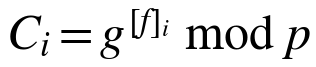 C_i = g^{[f]_i} mod p